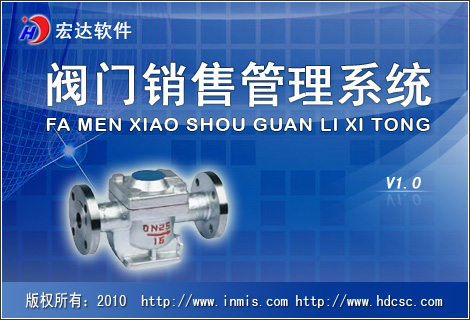 宏达软件
阀门销售管理系统
FA MEN XIAO SHOU GUAN LI XI TONG
V1.0
DN25
16
版权所有：2010 http://www.inmis.com http://www.hdcsc.com